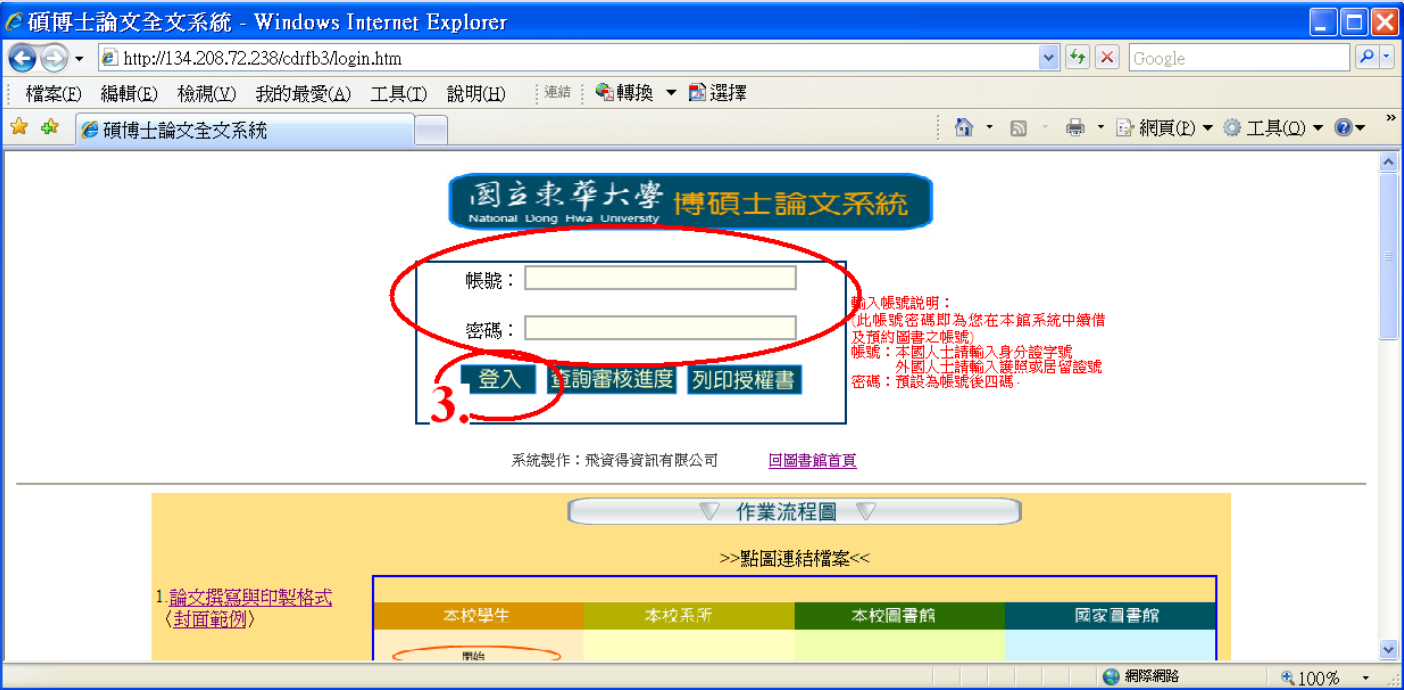 碩博士論文全文系統 - Windows Internet Explorer
http://134.208.72.238/cdrfb3/login.htm
Google
檔案(F) 編輯(E) 檢視(V) 我的最愛(A) 工具(T) 說明(H) 連結 轉換 選擇
碩博士論文全文系統
網頁(P) 工具(O)
國立東華大學 博碩士論文系統
National Dong Hwa University
帳號：
密碼：
3.
登入 查詢審核進度 列印授權書
輸入帳號說明：
(此帳號密碼即為您在本館系統中續借
及預約圖書之帳號)
帳號：本國人士請輸入身分證字號
外國人士請輸入護照或居留證號
密碼：預設為帳號後四碼.
系統製作：飛資得資訊有限公司 回圖書館首頁
▽ 作業流程圖 ▽
>>點圖連結檔案<<
1.論文撰寫與印製格式
〈封面範例〉
本校學生 本校系所 本校圖書館 國家圖書館
開始
網際網路 100%